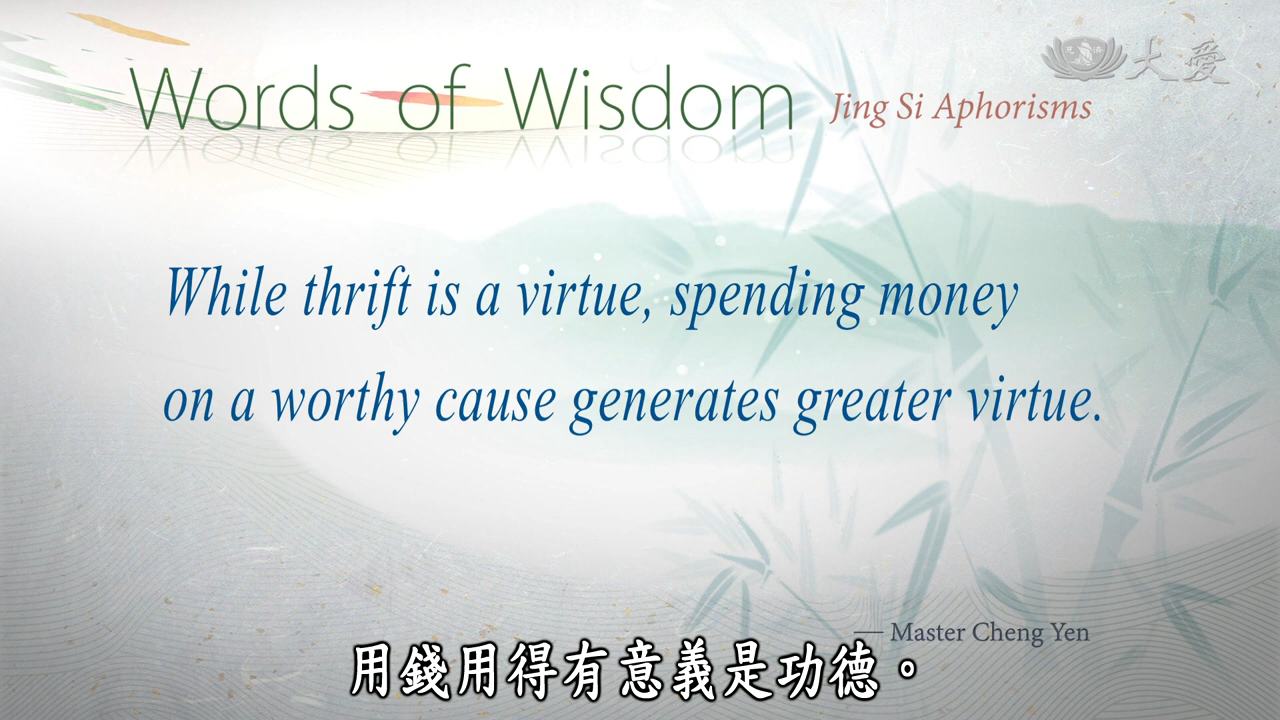 大愛
Words of Wisdom Jing Si Aphorisms
While thrift is a virtue, spending money
on a worthy cause generates greater virtue.
— Master Cheng Yen
用錢用得有意義是功德。